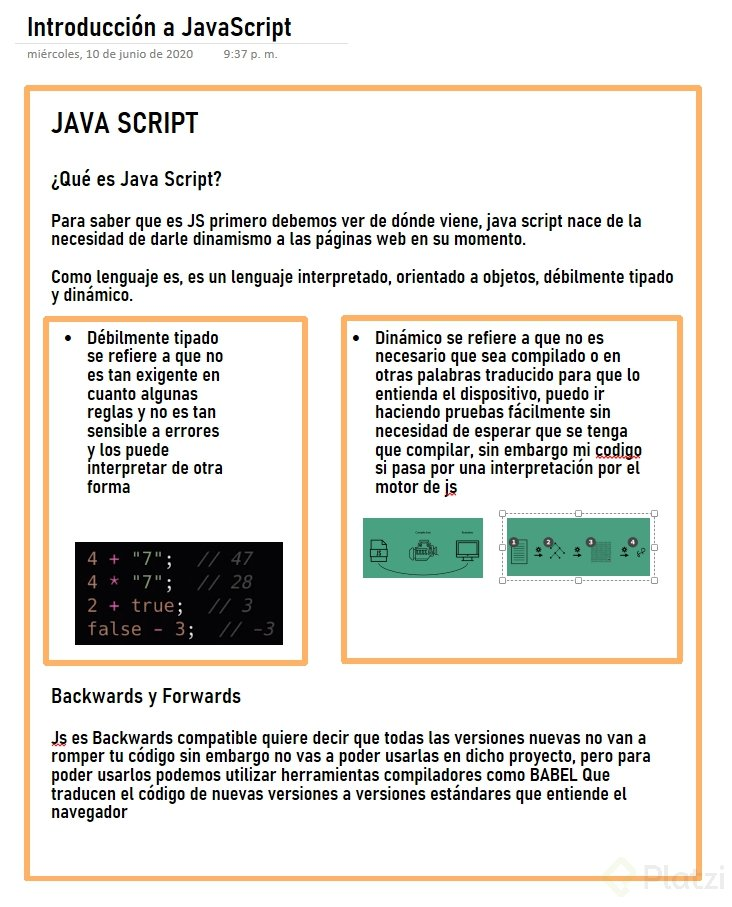 Introducción a JavaScript
miércoles, 10 de junio de 2020 9:37 p. m.
JAVA SCRIPT
¿Qué es Java Script?
Para saber que es JS primero debemos ver de dónde viene, java script nace de la
necesidad de darle dinamismo a las páginas web en su momento.
Como lenguaje es, es un lenguaje interpretado, orientado a objetos, débilmente tipado
y dinámico.
• Débilmente tipado
se refiere a que no
es tan exigente en
cuanto algunas
reglas y no es tan
sensible a errores
y los puede
interpretar de otra
forma
4 + "7"; // 47
4 * "7"; // 28
2 + true; // 3
false - 3; // -3
• Dinámico se refiere a que no es
necesario que sea compilado o en
otras palabras traducido para que lo
entienda el dispositivo, puedo ir
haciendo pruebas fácilmente sin
necesidad de esperar que se tenga
que compilar, sin embargo mi codigo
si pasa por una interpretación por el
motor de js
JS
1 2 3 4
Backwards y Forwards
Js es Backwards compatible quiere decir que todas las versiones nuevas no van a
romper tu código sin embargo no vas a poder usarlas en dicho proyecto, pero para
poder usarlos podemos utilizar herramientas compiladores como BABEL Que
traducen el código de nuevas versiones a versiones estándares que entiende el
navegador
Platzi